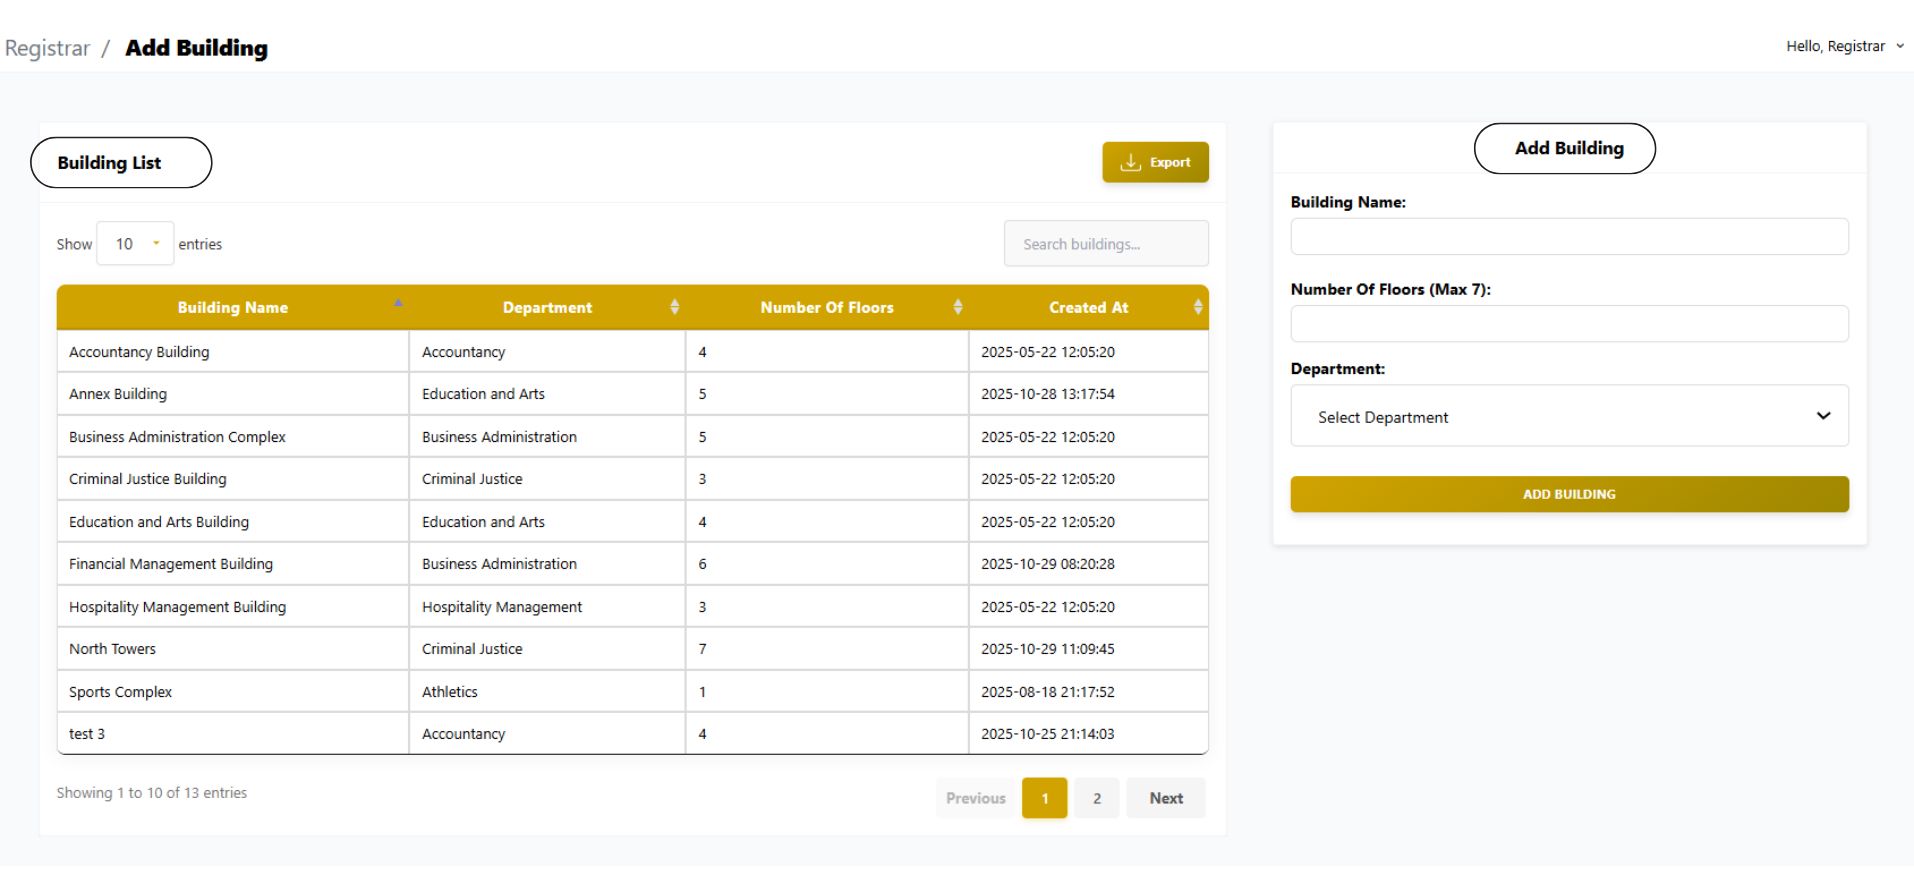 Registrar / Add Building
Hello, Registrar
Building List
Export
Show 10 entries
Search buildings...
Building Name Department Number Of Floors Created At
Accountancy Building Accountancy 4 2025-05-22 12:05:20
Annex Building Education and Arts 5 2025-10-28 13:17:54
Business Administration Complex Business Administration 5 2025-05-22 12:05:20
Criminal Justice Building Criminal Justice 3 2025-05-22 12:05:20
Education and Arts Building Education and Arts 4 2025-05-22 12:05:20
Financial Management Building Business Administration 6 2025-10-29 08:20:28
Hospitality Management Building Hospitality Management 3 2025-05-22 12:05:20
North Towers Criminal Justice 7 2025-10-29 11:09:45
Sports Complex Athletics 1 2025-08-18 21:17:52
test 3 Accountancy 4 2025-10-25 21:14:03
Showing 1 to 10 of 13 entries
Previous 1 2 Next
Add Building
Building Name:
Number Of Floors (Max 7):
Department:
Select Department
ADD BUILDING